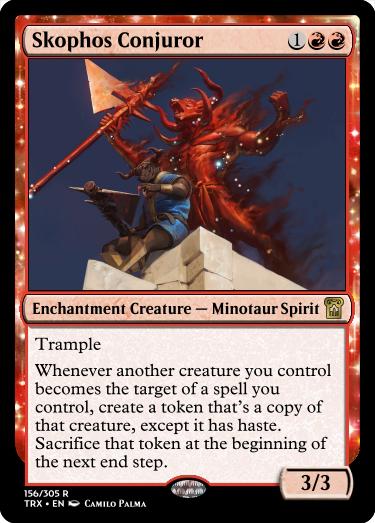 Skophos Conjuror 1
Enchantment Creature — Minotaur Spirit
Trample
Whenever another creature you control
becomes the target of a spell you
control, create a token that's a copy of
that creature, except it has haste.
Sacrifice that token at the beginning of
the next end step.
3/3
156/305 R
TRX • EN Camilo Palma